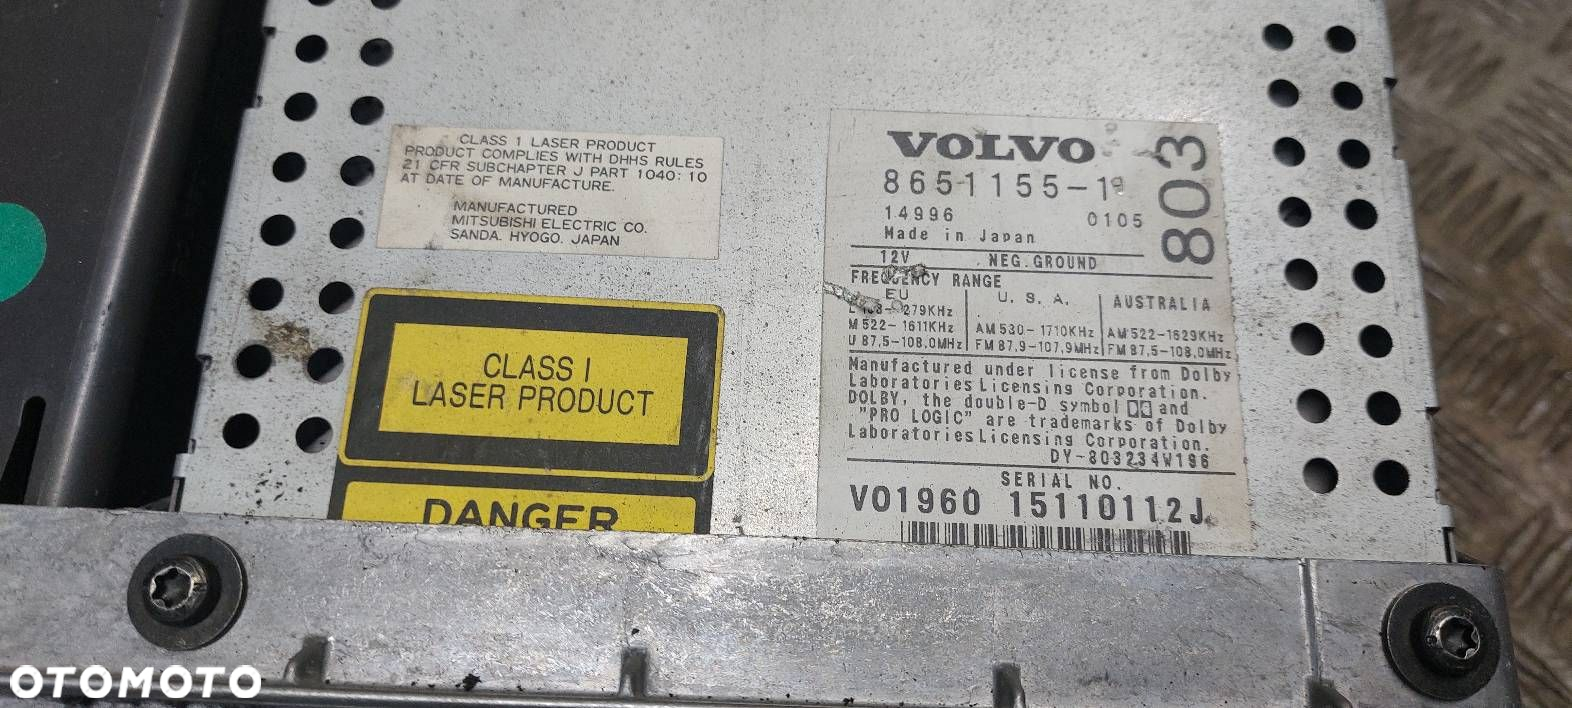 CLASS 1 LASER PRODUCT
PRODUCT COMPLIES WITH DHHS RULES
21 CFR SUBCHAPTER J PART 1040:10
AT DATE OF MANUFACTURE.
MANUFACTURED
MITSUBISHI ELECTRIC CO.
SANDA. HYOGO. JAPAN
CLASS I
LASER PRODUCT
DANGER
VOLVO
8651155-1
803
14996 0105
Made in Japan
12V NEG.GROUND
FREQUENCY RANGE
EU U. S. A. AUSTRALIA
279KHz
M 522-1611KHz AM 530-1710KHz AM 522-1629KHz
U 87,5-108,0MHz FM 87,9-107,9MHz FM 87,5-108,0MHz
Manufactured under license from Dolby
Laboratories Licensing Corporation.
DOLBY, the double-D symbol and
"PRO LOGIC" are trademarks of Dolby
Laboratories Licensing Corporation.
DY-803234W196
SERIAL NO.
VO1960 15110112J
OTOMOTO